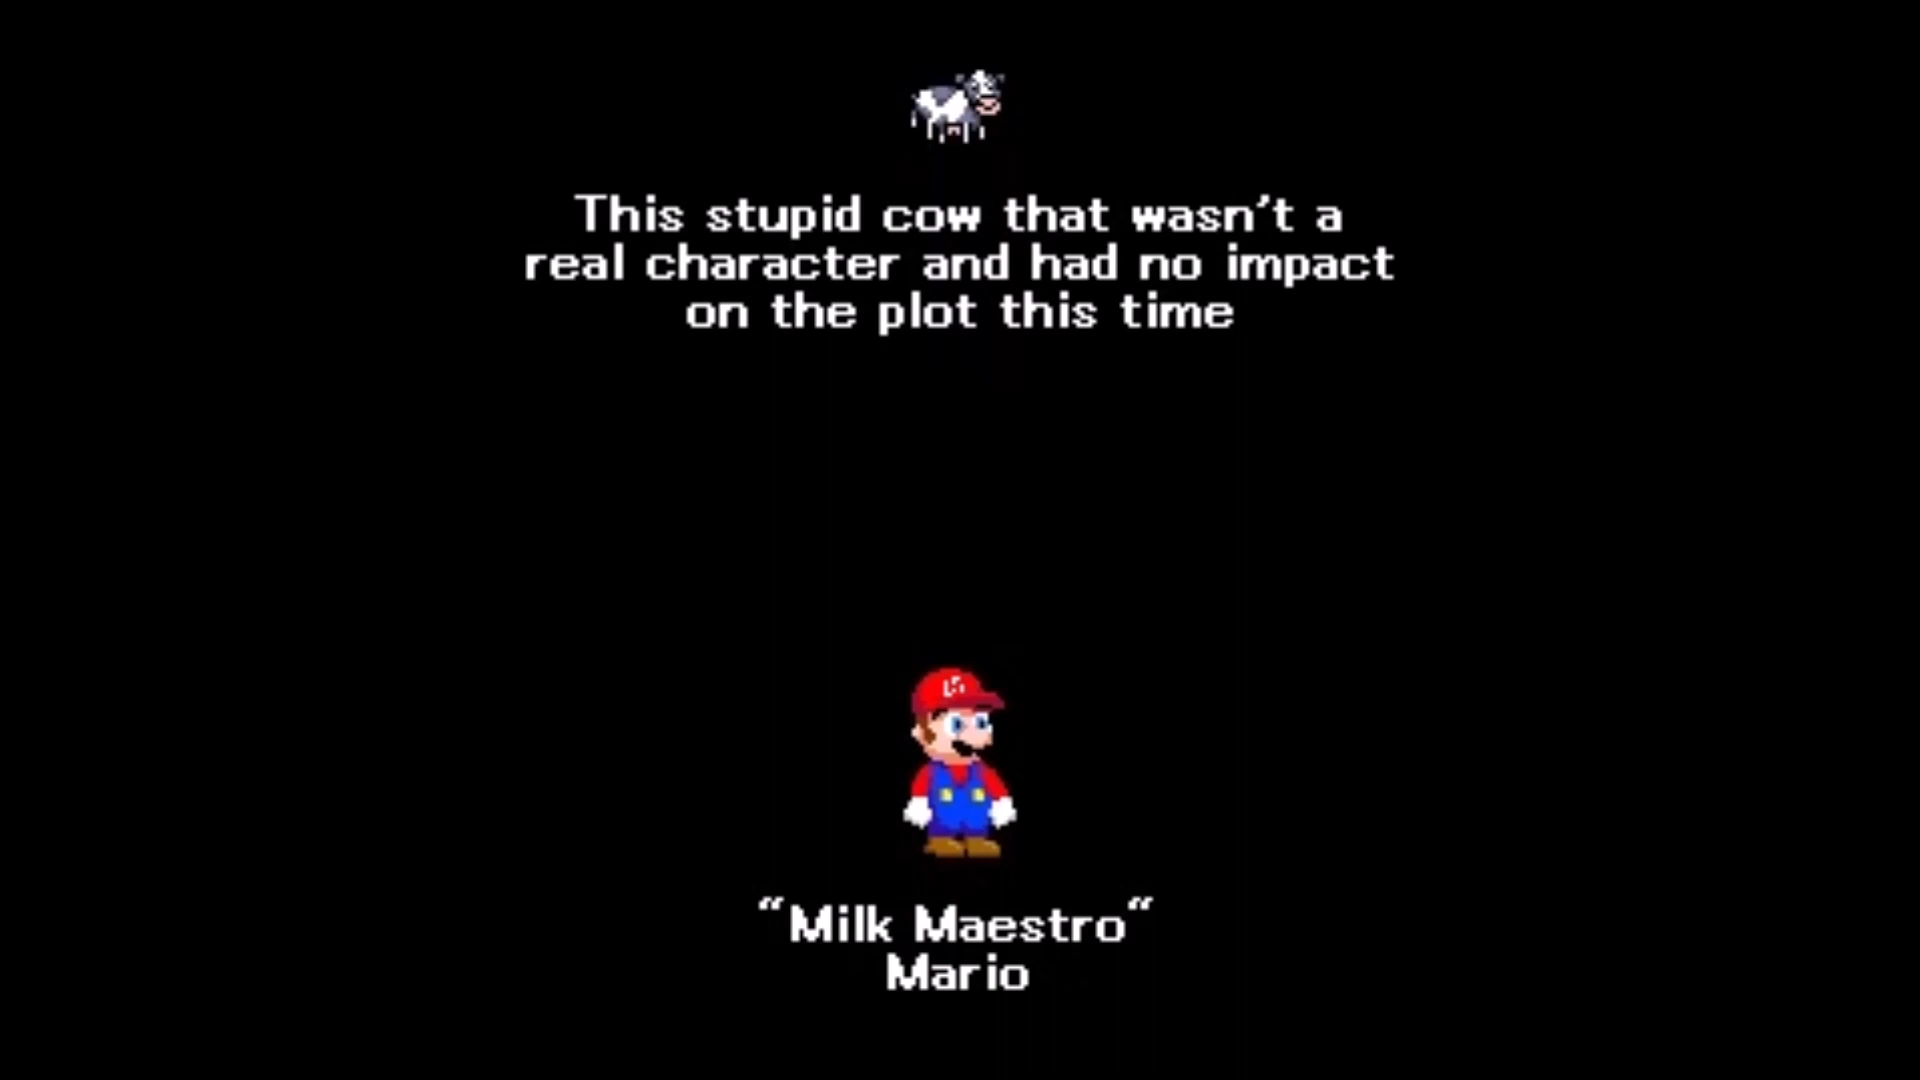 This stupid cow that wasn't a
real character and had no impact
on the plot this time
“Milk Maestro“
Mario